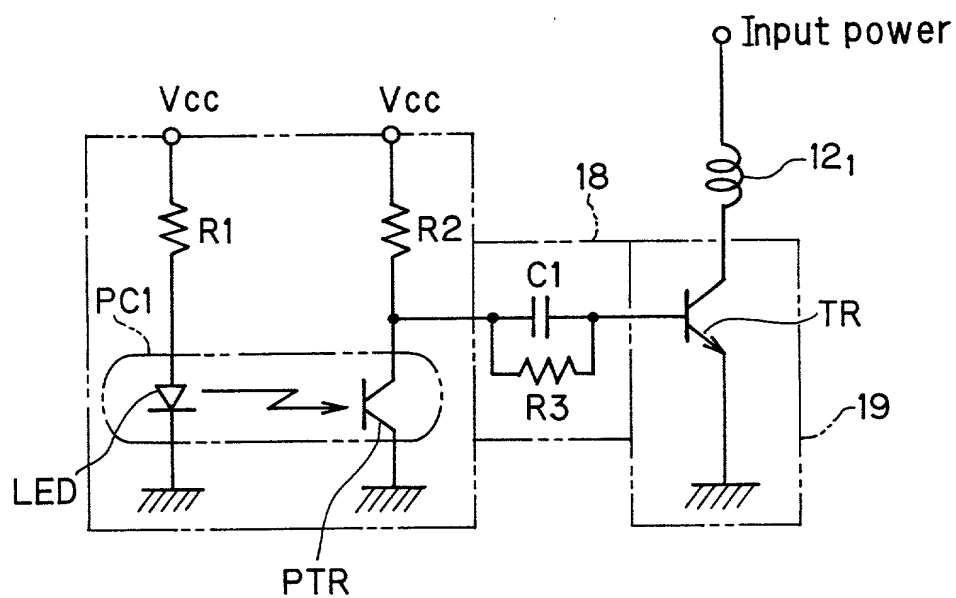 Input power
Vcc
Vcc
12₁
18
R1
R2
C1
PC1
TR
R3
19
LED
PTR